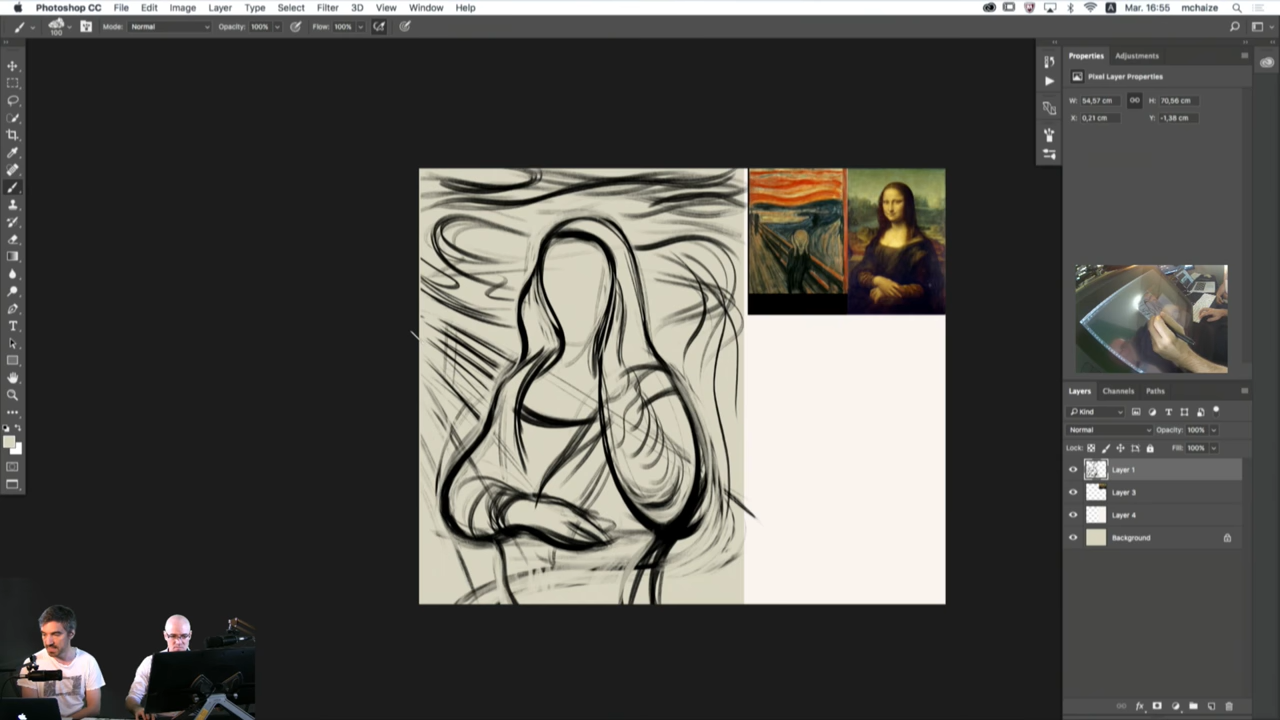 Photoshop CC File Edit Image Layer Type Select Filter 3D View Window Help Mar. 16:55 mchaize
100 Mode: Normal Opacity: 100% Flow: 100%
Properties Adjustments
Pixel Layer Properties
W: 54,57 cm H: 70,56 cm
X: 0,21 cm Y: -1,38 cm
Layers Channels Paths
Kind
Normal Opacity: 100%
Lock: Fill: 100%
Layer 1
Layer 3
Layer 4
Background
fx